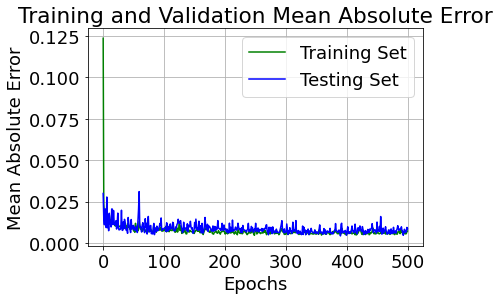 Training and Validation Mean Absolute Error
Mean Absolute Error
0.125
0.100
0.075
0.050
0.025
0.000
Training Set
Testing Set
0 100 200 300 400 500
Epochs